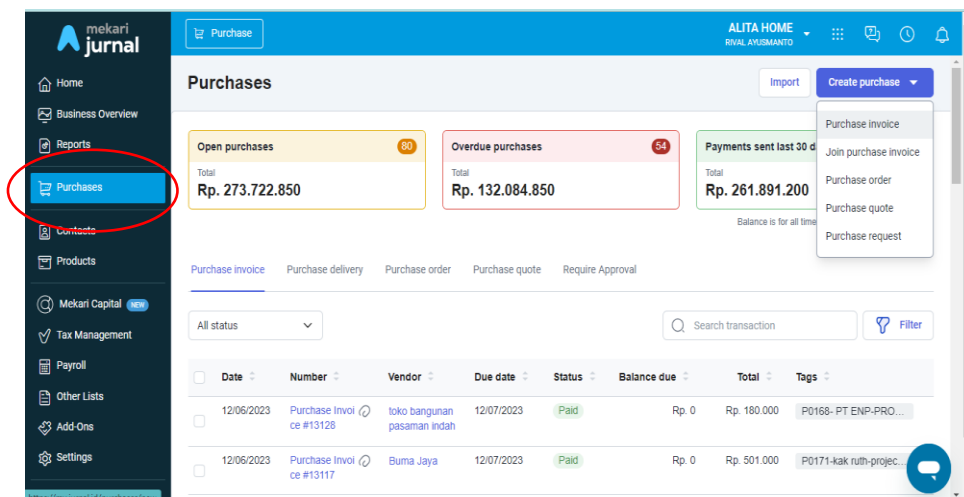 mekari
jurnal
Purchase
ALITA HOME
RIVAL AYUSMANTO
Home
Business Overview
Reports
Purchases
Contacts
Products
Mekari Capital NEW
Tax Management
Payroll
Other Lists
Add-Ons
Settings
Purchases
Import
Create purchase
Purchase invoice
Join purchase invoice
Purchase order
Purchase quote
Purchase request
Open purchases 80
Total
Rp. 273.722.850
Overdue purchases 54
Total
Rp. 132.084.850
Payments sent last 30 d
Total
Rp. 261.891.200
Balance is for all time
Purchase invoice Purchase delivery Purchase order Purchase quote Require Approval
All status
Search transaction
Filter
Date Number Vendor Due date Status Balance due Total Tags
12/06/2023 Purchase Invoi toko bangunan 12/07/2023 Paid Rp. 0 Rp. 180.000 P0168- PT ENP-PRO...
ce #13128 pasaman indah
12/06/2023 Purchase Invoi Buma Jaya 12/07/2023 Paid Rp. 0 Rp. 501.000 P0171-kak ruth-projec...
ce #13117